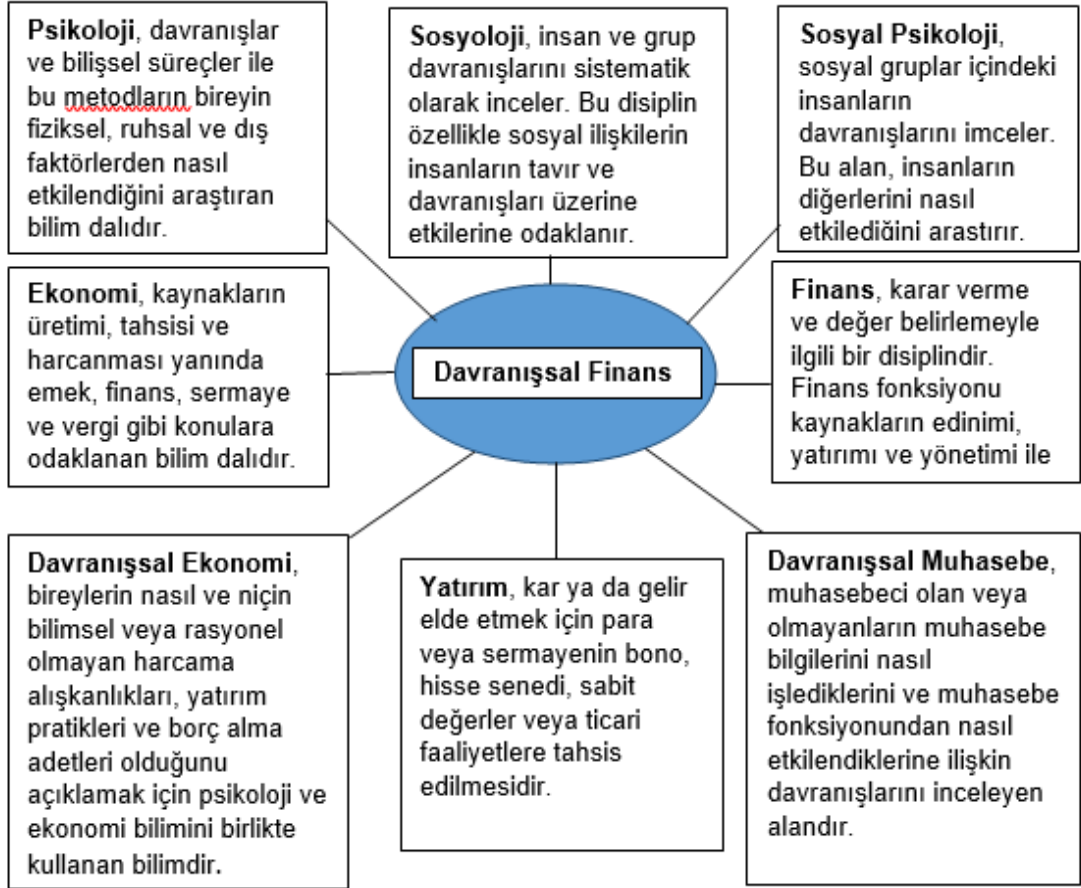 Psikoloji, davranışlar
ve bilişsel süreçler ile
bu metodların bireyin
fiziksel, ruhsal ve dış
faktörlerden nasıl
etkilendiğini araştıran
bilim dalıdır.
Sosyoloji, insan ve grup
davranışlarını sistematik
olarak inceler. Bu disiplin
özellikle sosyal ilişkilerin
insanların tavır ve
davranışları üzerine
etkilerine odaklanır.
Sosyal Psikoloji,
sosyal gruplar içindeki
insanların
davranışlarını imceler.
Bu alan, insanların
diğerlerini nasıl
etkilediğini araştırır.
Ekonomi, kaynakların
üretimi, tahsisi ve
harcanması yanında
emek, finans, sermaye
ve vergi gibi konulara
odaklanan bilim dalıdır.
Davranışsal Finans
Finans, karar verme
ve değer belirlemeyle
ilgili bir disiplindir.
Finans fonksiyonu
kaynakların edinimi,
yatırımı ve yönetimi ile
Davranışsal Ekonomi,
bireylerin nasıl ve niçin
bilimsel veya rasyonel
olmayan harcama
alışkanlıkları, yatırım
pratikleri ve borç alma
adetleri olduğunu
açıklamak için psikoloji ve
ekonomi bilimini birlikte
kullanan bilimdir.
Yatırım, kar ya da gelir
elde etmek için para
veya sermayenin bono,
hisse senedi, sabit
değerler veya ticari
faaliyetlere tahsis
edilmesidir.
Davranışsal Muhasebe,
muhasebeci olan veya
olmayanların muhasebe
bilgilerini nasıl
işlediklerini ve muhasebe
fonksiyonundan nasıl
etkilendiklerine ilişkin
davranışlarını inceleyen
alandır.